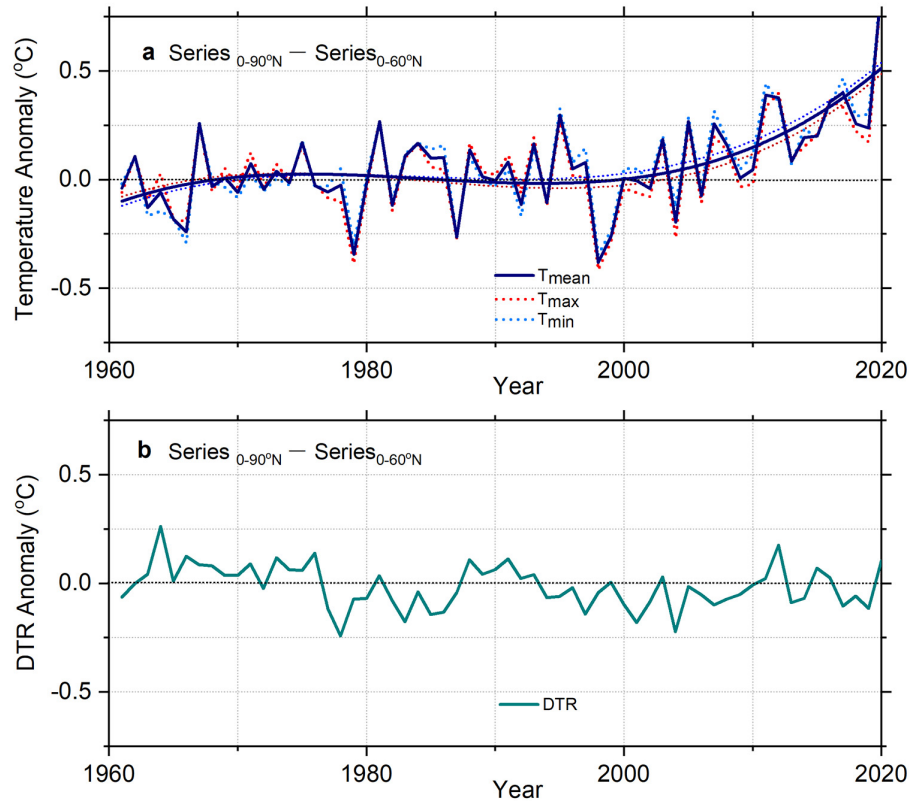 a Series 0-90°N — Series0-60°N
0.5
0.0
-0.5
Temperature Anomaly (°C)
Tmean
Tmax
Tmin
1960 1980 2000 2020
Year
b Series 0-90°N — Series0-60°N
0.5
0.0
-0.5
DTR Anomaly (°C)
DTR
1960 1980 2000 2020
Year